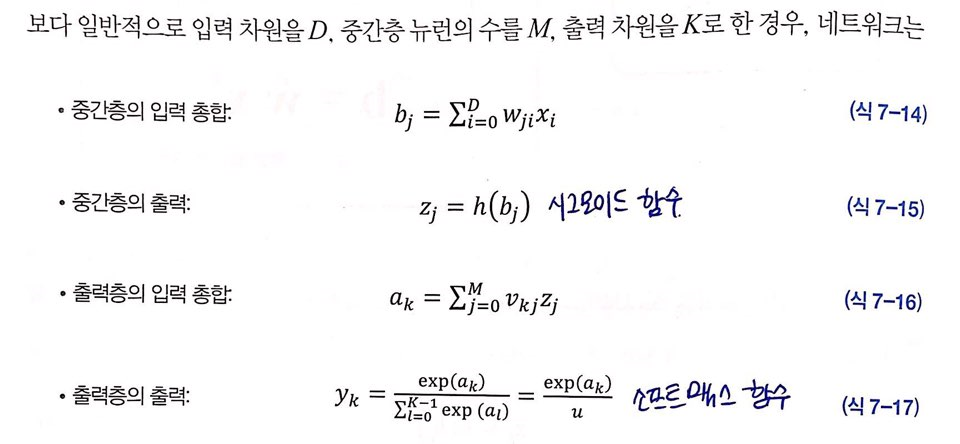 보다 일반적으로 입력 차원을 D, 중간층 뉴런의 수를 M, 출력 차원을 K로 한 경우, 네트워크는
• 중간층의 입력 총합: b_j = ∑_{i=0}^{D} w_{ji}x_i (식 7-14)
• 중간층의 출력: z_j = h(b_j) 시그모이드 함수 (식 7-15)
• 출력층의 입력 총합: a_k = ∑_{j=0}^{M} v_{kj}z_j (식 7-16)
• 출력층의 출력: y_k = exp(a_k) / ∑_{l=0}^{K-1} exp (a_l) = exp(a_k) / u 소프트맥스 함수 (식 7-17)